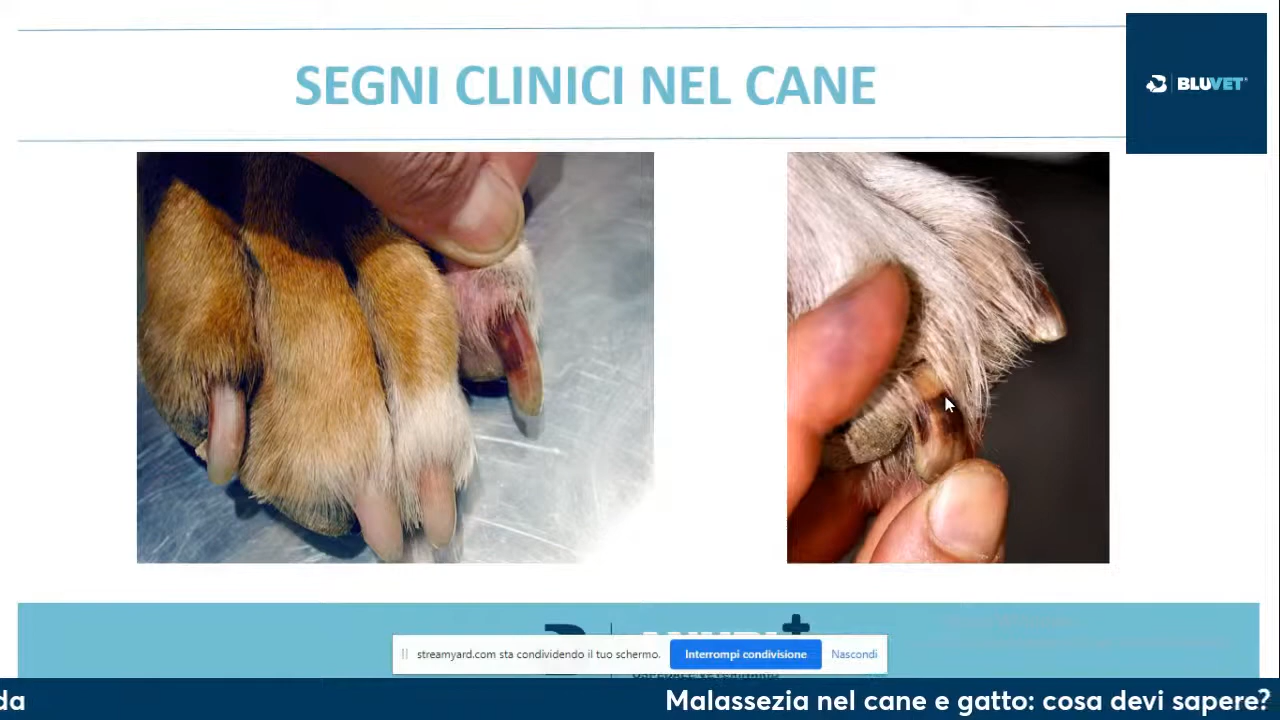 SEGNI CLINICI NEL CANE
BLUVET
streamyard.com sta condividendo il tuo schermo.
Interrompi condivisione
Nascondi
da
Malassezia nel cane e gatto: cosa devi sapere?